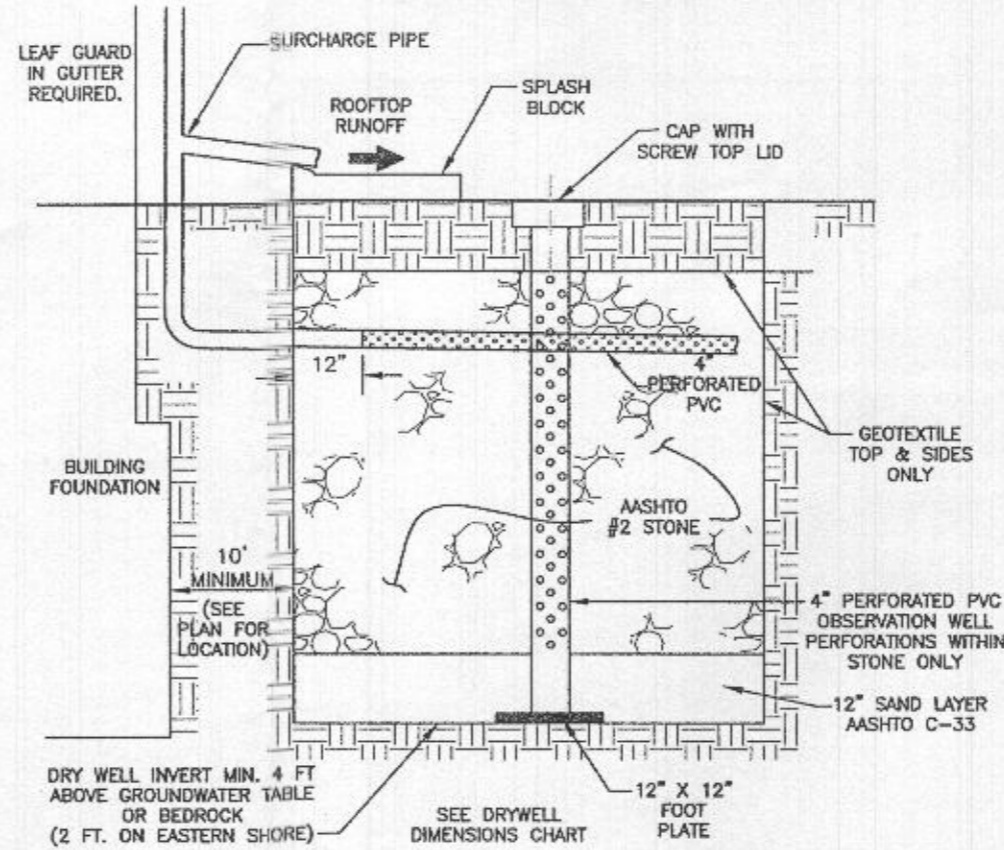 LEAF GUARD
IN GUTTER
REQUIRED.
SURCHARGE PIPE
ROOFTOP
RUNOFF
SPLASH
BLOCK
CAP WITH
SCREW TOP LID
12"
4"
PERFORATED
PVC
GEOTEXTILE
TOP & SIDES
ONLY
BUILDING
FOUNDATION
AASHTO
#2 STONE
10'
MINIMUM
(SEE
PLAN FOR
LOCATION)
4" PERFORATED PVC
OBSERVATION WELL
PERFORATIONS WITHIN
STONE ONLY
12" SAND LAYER
AASHTO C-33
DRY WELL INVERT MIN. 4 FT
ABOVE GROUNDWATER TABLE
OR BEDROCK
(2 FT. ON EASTERN SHORE)
SEE DRYWELL
DIMENSIONS CHART
12" X 12"
FOOT
PLATE